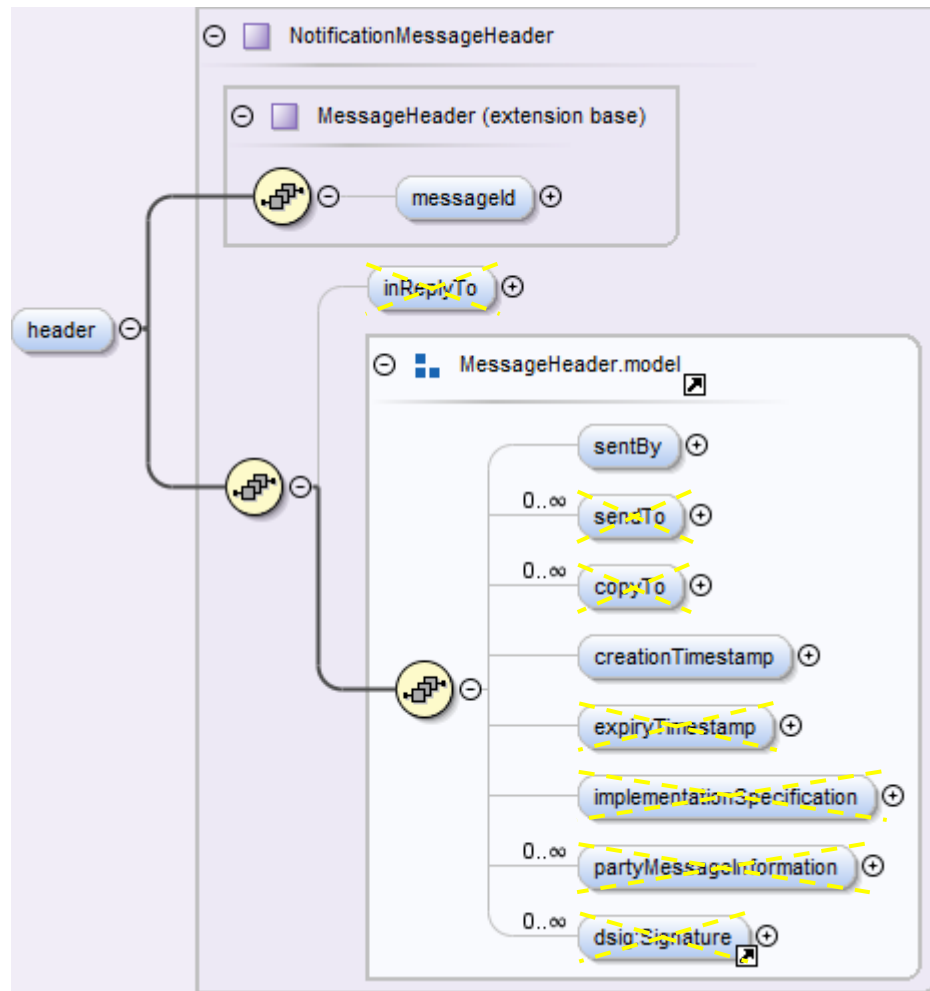 NotificationMessageHeader
MessageHeader (extension base)
messageId
inReplyTo
header
MessageHeader.model
sentBy
0..∞
sendTo
0..∞
copyTo
creationTimestamp
expiryTimestamp
implementationSpecification
0..∞
partyMessageInformation
0..∞
dsig:Signature